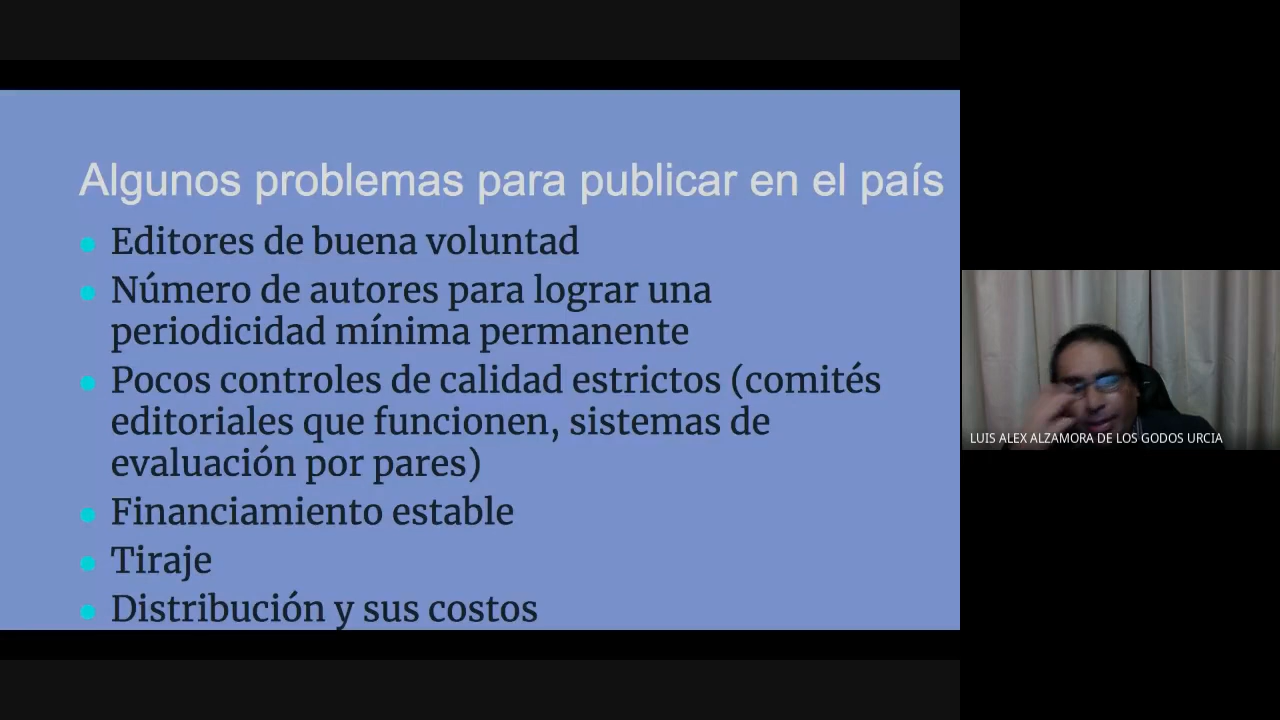 Algunos problemas para publicar en el país
Editores de buena voluntad
Número de autores para lograr una
periodicidad mínima permanente
Pocos controles de calidad estrictos (comités
editoriales que funcionen, sistemas de
evaluación por pares)
Financiamiento estable
Tiraje
Distribución y sus costos
LUIS ALEX ALZAMORA DE LOS GODOS URCIA